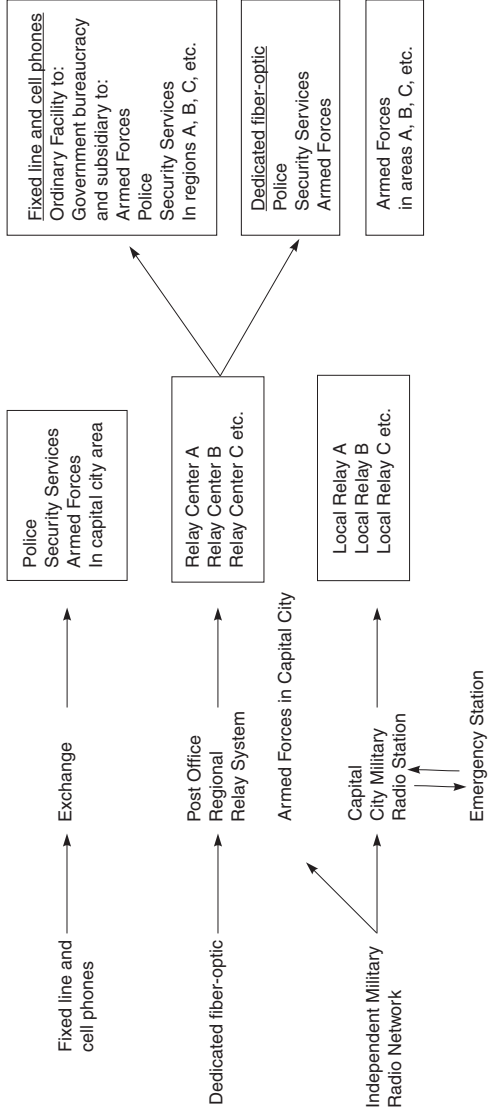 Fixed line and
cell phones
Exchange
Police
Security Services
Armed Forces
In capital city area
Fixed line and cell phones
Ordinary Facility to:
Government bureaucracy
and subsidiary to:
Armed Forces
Police
Security Services
In regions A, B, C, etc.
Dedicated fiber-optic
Post Office
Regional
Relay System
Relay Center A
Relay Center B
Relay Center C etc.
Dedicated fiber-optic
Police
Security Services
Armed Forces
Armed Forces in Capital City
Independent Military
Radio Network
Capital
City Military
Radio Station
Local Relay A
Local Relay B
Local Relay C etc.
Armed Forces
in areas A, B, C, etc.
Emergency Station